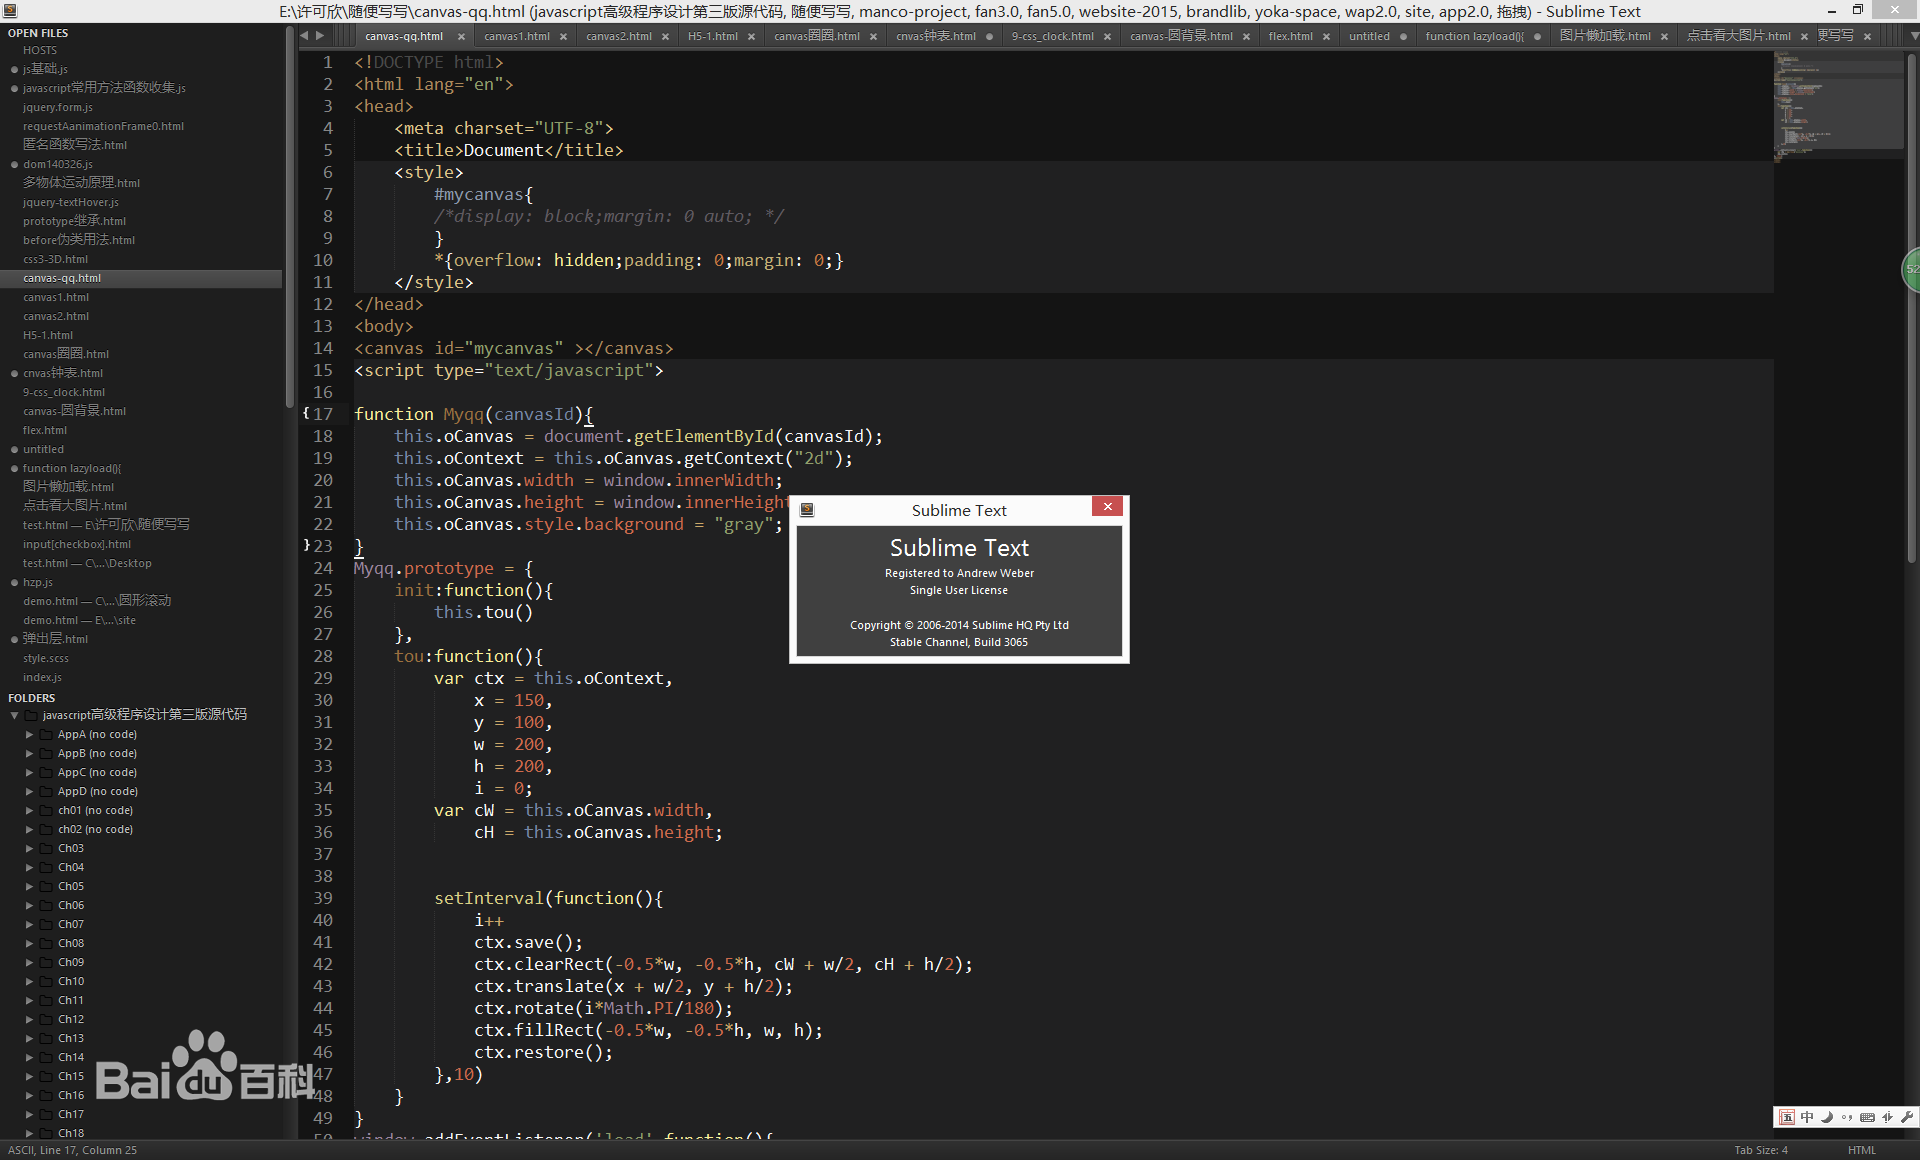 E:\许可欣\随便写写\canvas-qq.html (javascript高级程序设计第三版源代码, 随便写写, manco-project, fan3.0, fan5.0, website-2015, brandlib, yoka-space, wap2.0, site, app2.0, 拖拽) - Sublime Text
canvas-qq.html canvas1.html canvas2.html H5-1.html canvas圈圈.html cnvas钟表.html 9-css_clock.html canvas-圆背景.html flex.html untitled function lazyload(){ 图片懒加载.html 点击看大图片.html 便写写
OPEN FILES
HOSTS
js基础.js
javascript常用方法函数收集.js
jquery.form.js
requestAanimationFrame0.html
匿名函数写法.html
dom140326.js
多物体运动原理.html
jquery-textHover.js
prototype继承.html
before伪类用法.html
css3-3D.html
canvas-qq.html
canvas1.html
canvas2.html
H5-1.html
canvas圈圈.html
cnvas钟表.html
9-css_clock.html
canvas-圆背景.html
flex.html
untitled
function lazyload(){
图片懒加载.html
点击看大图片.html
test.html — E\许可欣\随便写写
input[checkbox].html
test.html — C\...\Desktop
hzp.js
demo.html — C\...\圆形滚动
demo.html — E\...\site
弹出层.html
style.scss
index.js
FOLDERS
javascript高级程序设计第三版源代码
AppA (no code)
AppB (no code)
AppC (no code)
AppD (no code)
ch01 (no code)
ch02 (no code)
Ch03
Ch04
Ch05
Ch06
Ch07
Ch08
Ch09
Ch10
Ch11
Ch12
Ch13
Ch14
Ch15
Ch16
Ch17
Ch18
1 <!DOCTYPE html>
2 <html lang="en">
3 <head>
4 <meta charset="UTF-8">
5 <title>Document</title>
6 <style>
7 #mycanvas{
8 /*display: block;margin: 0 auto; */
9 }
10 *{overflow: hidden;padding: 0;margin: 0;}
11 </style>
12 </head>
13 <body>
14 <canvas id="mycanvas" ></canvas>
15 <script type="text/javascript">
16
17 function Myqq(canvasId){
18 this.oCanvas = document.getElementById(canvasId);
19 this.oContext = this.oCanvas.getContext("2d");
20 this.oCanvas.width = window.innerWidth;
21 this.oCanvas.height = window.innerHeight
22 this.oCanvas.style.background = "gray";
23 }
24 Myqq.prototype = {
25 init:function(){
26 this.tou()
27 },
28 tou:function(){
29 var ctx = this.oContext,
30 x = 150,
31 y = 100,
32 w = 200,
33 h = 200,
34 i = 0;
35 var cW = this.oCanvas.width,
36 cH = this.oCanvas.height;
37
38
39 setInterval(function(){
40 i++
41 ctx.save();
42 ctx.clearRect(-0.5*w, -0.5*h, cW + w/2, cH + h/2);
43 ctx.translate(x + w/2, y + h/2);
44 ctx.rotate(i*Math.PI/180);
45 ctx.fillRect(-0.5*w, -0.5*h, w, h);
46 ctx.restore();
47 },10)
48 }
49 }
50 window.addEventListener('load',function(){
Sublime Text
Sublime Text
Registered to Andrew Weber
Single User License
Copyright © 2006-2014 Sublime HQ Pty Ltd
Stable Channel, Build 3065
52
Baidu百科
五 中
ASCII, Line 17, Column 25
Tab Size: 4
HTML